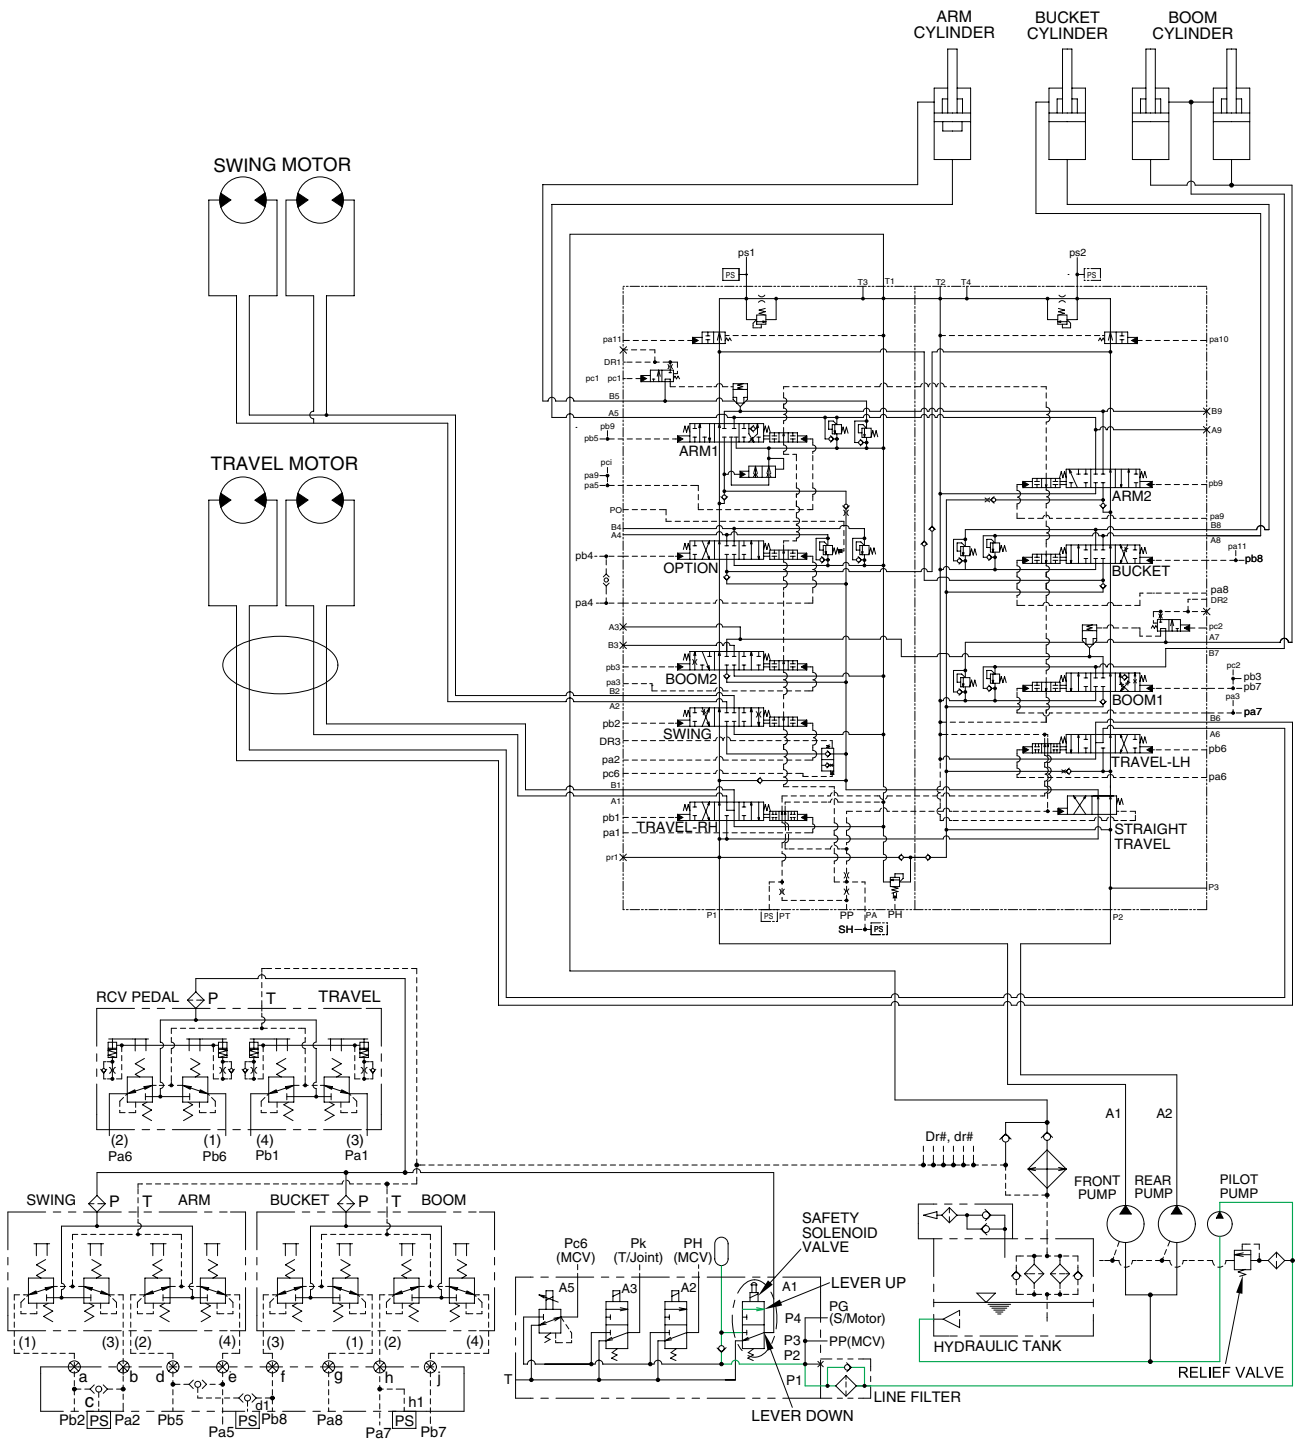 ARM
CYLINDER
BUCKET
CYLINDER
BOOM
CYLINDER
SWING MOTOR
TRAVEL MOTOR
ps1
PS
T3
T1
T2
T4
ps2
PS
pa11
DR1
pc1 pc1
B5
A5
pb9
pb5
ARM1
pci
pa9
pa5
PO
B4
A4
pb4
OPTION
pa4
A3
B3
pb3
BOOM2
pa3
B2
A2
pb2
SWING
DR3
pa2
pc6
B1
A1
pb1
TRAVEL-RH
pa1
pr1
pa10
B9
A9
ARM2
pb9
pa9
B8
A8
pa11
pb8
BUCKET
pa8
DR2
pc2
A7
B7
pc2
pb3
pb7
pa3
pa7
BOOM1
B6
A6
pb6
TRAVEL-LH
pa6
STRAIGHT
TRAVEL
P3
P1
PS PT
PP
PA
PH
P2
SH
PS
RCV PEDAL
P
T
TRAVEL
(2)
Pa6
(1)
Pb6
(4)
Pb1
(3)
Pa1
SWING
P
T
ARM
BUCKET
P
T
BOOM
(1)
(3)
(2)
(4)
(3)
(1)
(2)
(4)
a
b
d
e
f
g
h
j
c
d1
h1
Pb2 PS Pa2
Pb5
Pa5
PS Pb8
Pa8
Pa7
PS
Pb7
Dr#, dr#
A1
A2
FRONT
PUMP
REAR
PUMP
PILOT
PUMP
HYDRAULIC TANK
RELIEF VALVE
SAFETY
SOLENOID
VALVE
LEVER UP
Pc6
(MCV)
Pk
(T/Joint)
PH
(MCV)
A5
A3
A2
A1
P4
PG
(S/Motor)
P3
PP(MCV)
P2
P1
T
LINE FILTER
LEVER DOWN